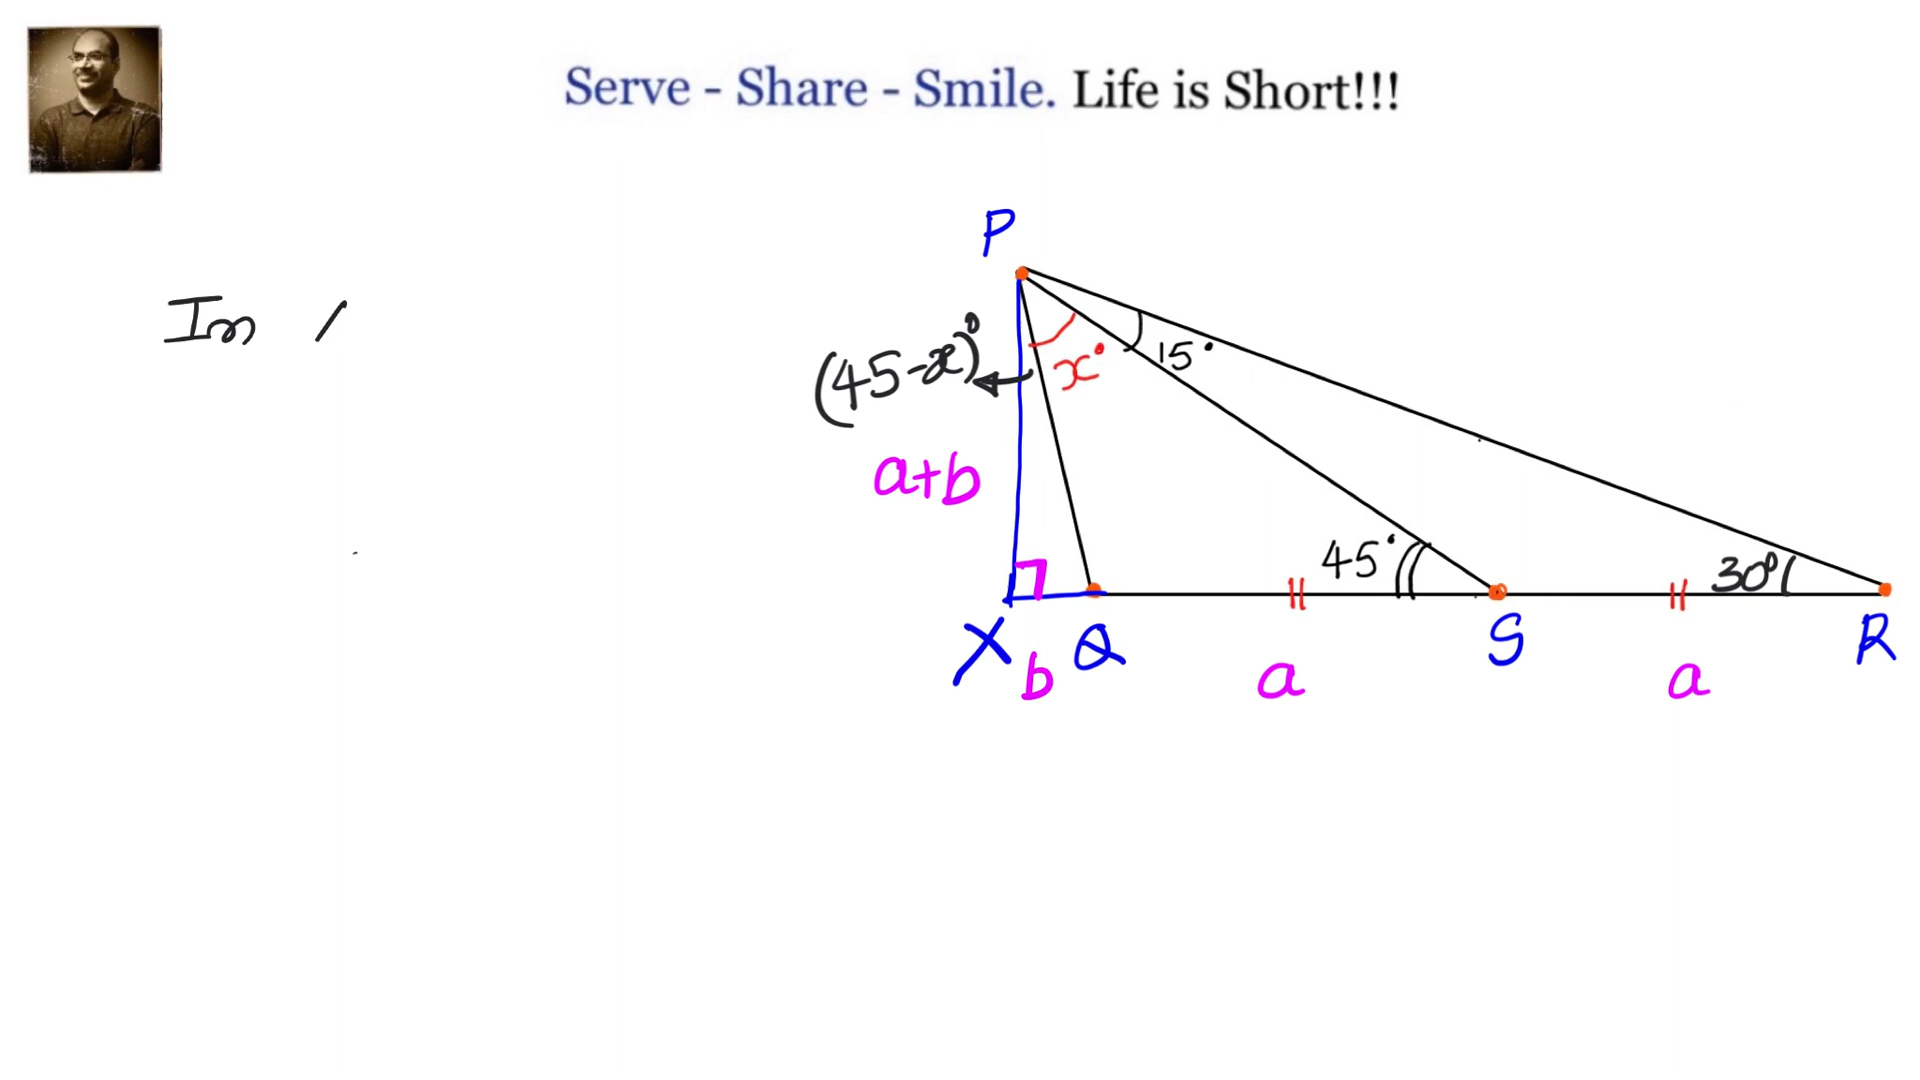 Serve - Share - Smile. Life is Short!!!
P
In
(45-x)°
x°
15°
a+b
45°
30°
X
Q
S
R
b
a
a